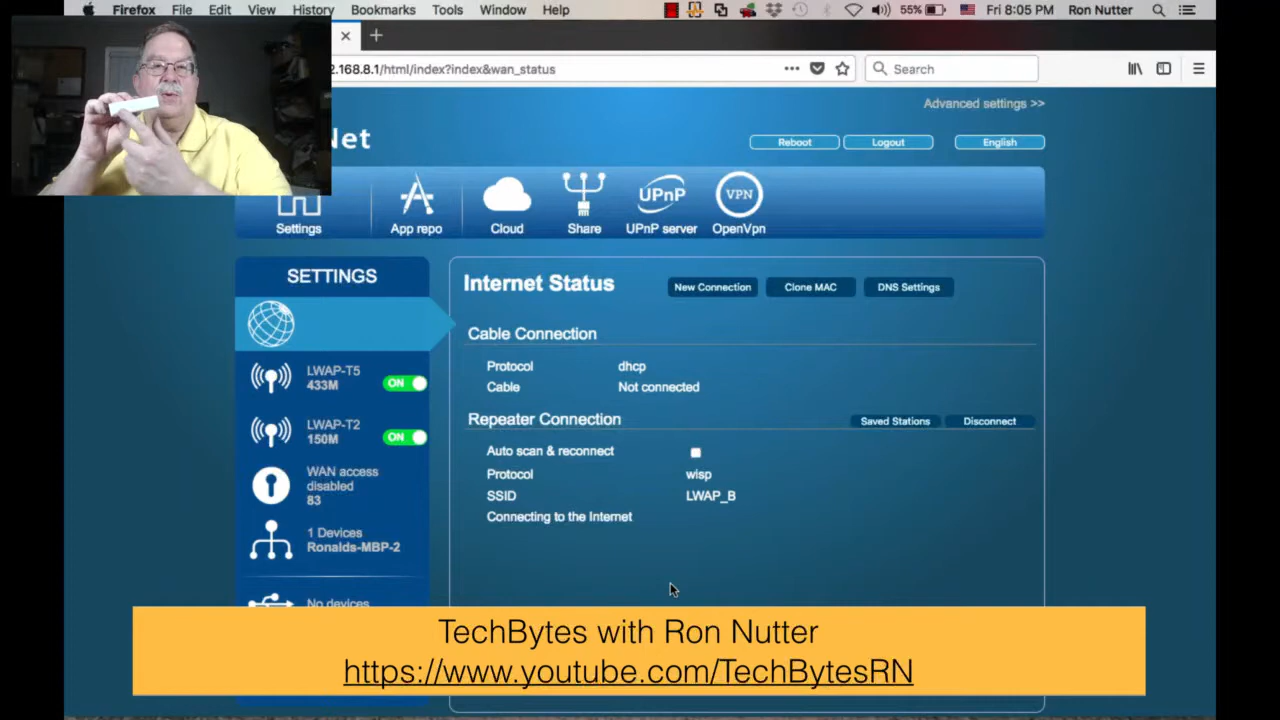 Firefox File Edit View History Bookmarks Tools Window Help 55% Fri 8:05 PM Ron Nutter
2.168.8.1/html/index?index&wan_status
Search
Advanced settings >>
Net
Reboot Logout English
Settings App repo Cloud Share UPnP server OpenVpn
UPnP
VPN
SETTINGS
LWAP-T5
433M
ON
LWAP-T2
150M
ON
WAN access
disabled
83
1 Devices
Ronalds-MBP-2
No devices
Internet Status New Connection Clone MAC DNS Settings
Cable Connection
Protocol dhcp
Cable Not connected
Repeater Connection Saved Stations Disconnect
Auto scan & reconnect
Protocol wisp
SSID LWAP_B
Connecting to the Internet
TechBytes with Ron Nutter
https://www.youtube.com/TechBytesRN